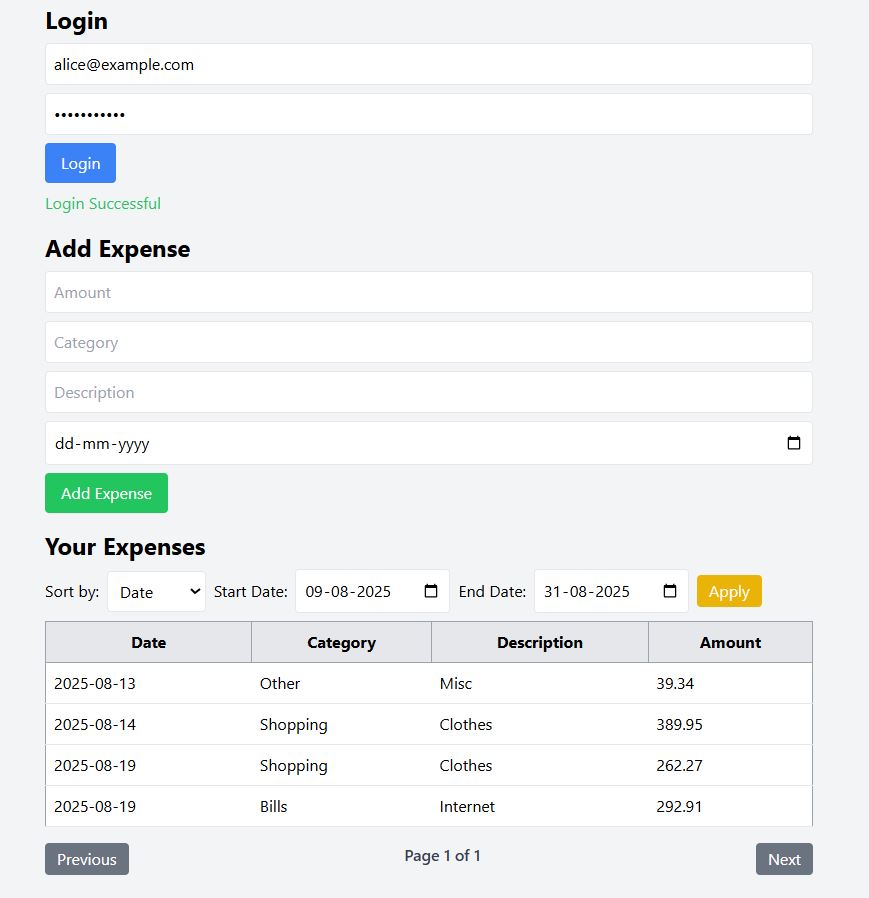 Login
alice@example.com
•••••••••••
Login
Login Successful
Add Expense
Amount
Category
Description
dd-mm-yyyy
Add Expense
Your Expenses
Sort by: Date Start Date: 09-08-2025 End Date: 31-08-2025 Apply
Date Category Description Amount
2025-08-13 Other Misc 39.34
2025-08-14 Shopping Clothes 389.95
2025-08-19 Shopping Clothes 262.27
2025-08-19 Bills Internet 292.91
Previous Page 1 of 1 Next